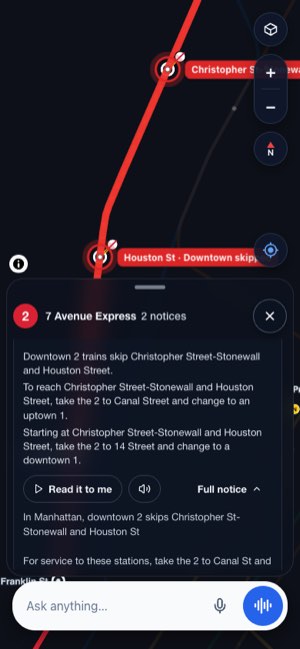 Christopher St
N
Houston St - Downtown
2 7 Avenue Express 2 notices
Downtown 2 trains skip Christopher Street-Stonewall
and Houston Street.
To reach Christopher Street-Stonewall and Houston
Street, take the 2 to Canal Street and change to an
uptown 1.
Starting at Christopher Street-Stonewall and Houston
Street, take the 2 to 14 Street and change to a
downtown 1.
Read it to me
Full notice
In Manhattan, downtown 2 skips Christopher St-
Stonewall and Houston St
For service to these stations, take the 2 to Canal St and
Franklin St
Ask anything...